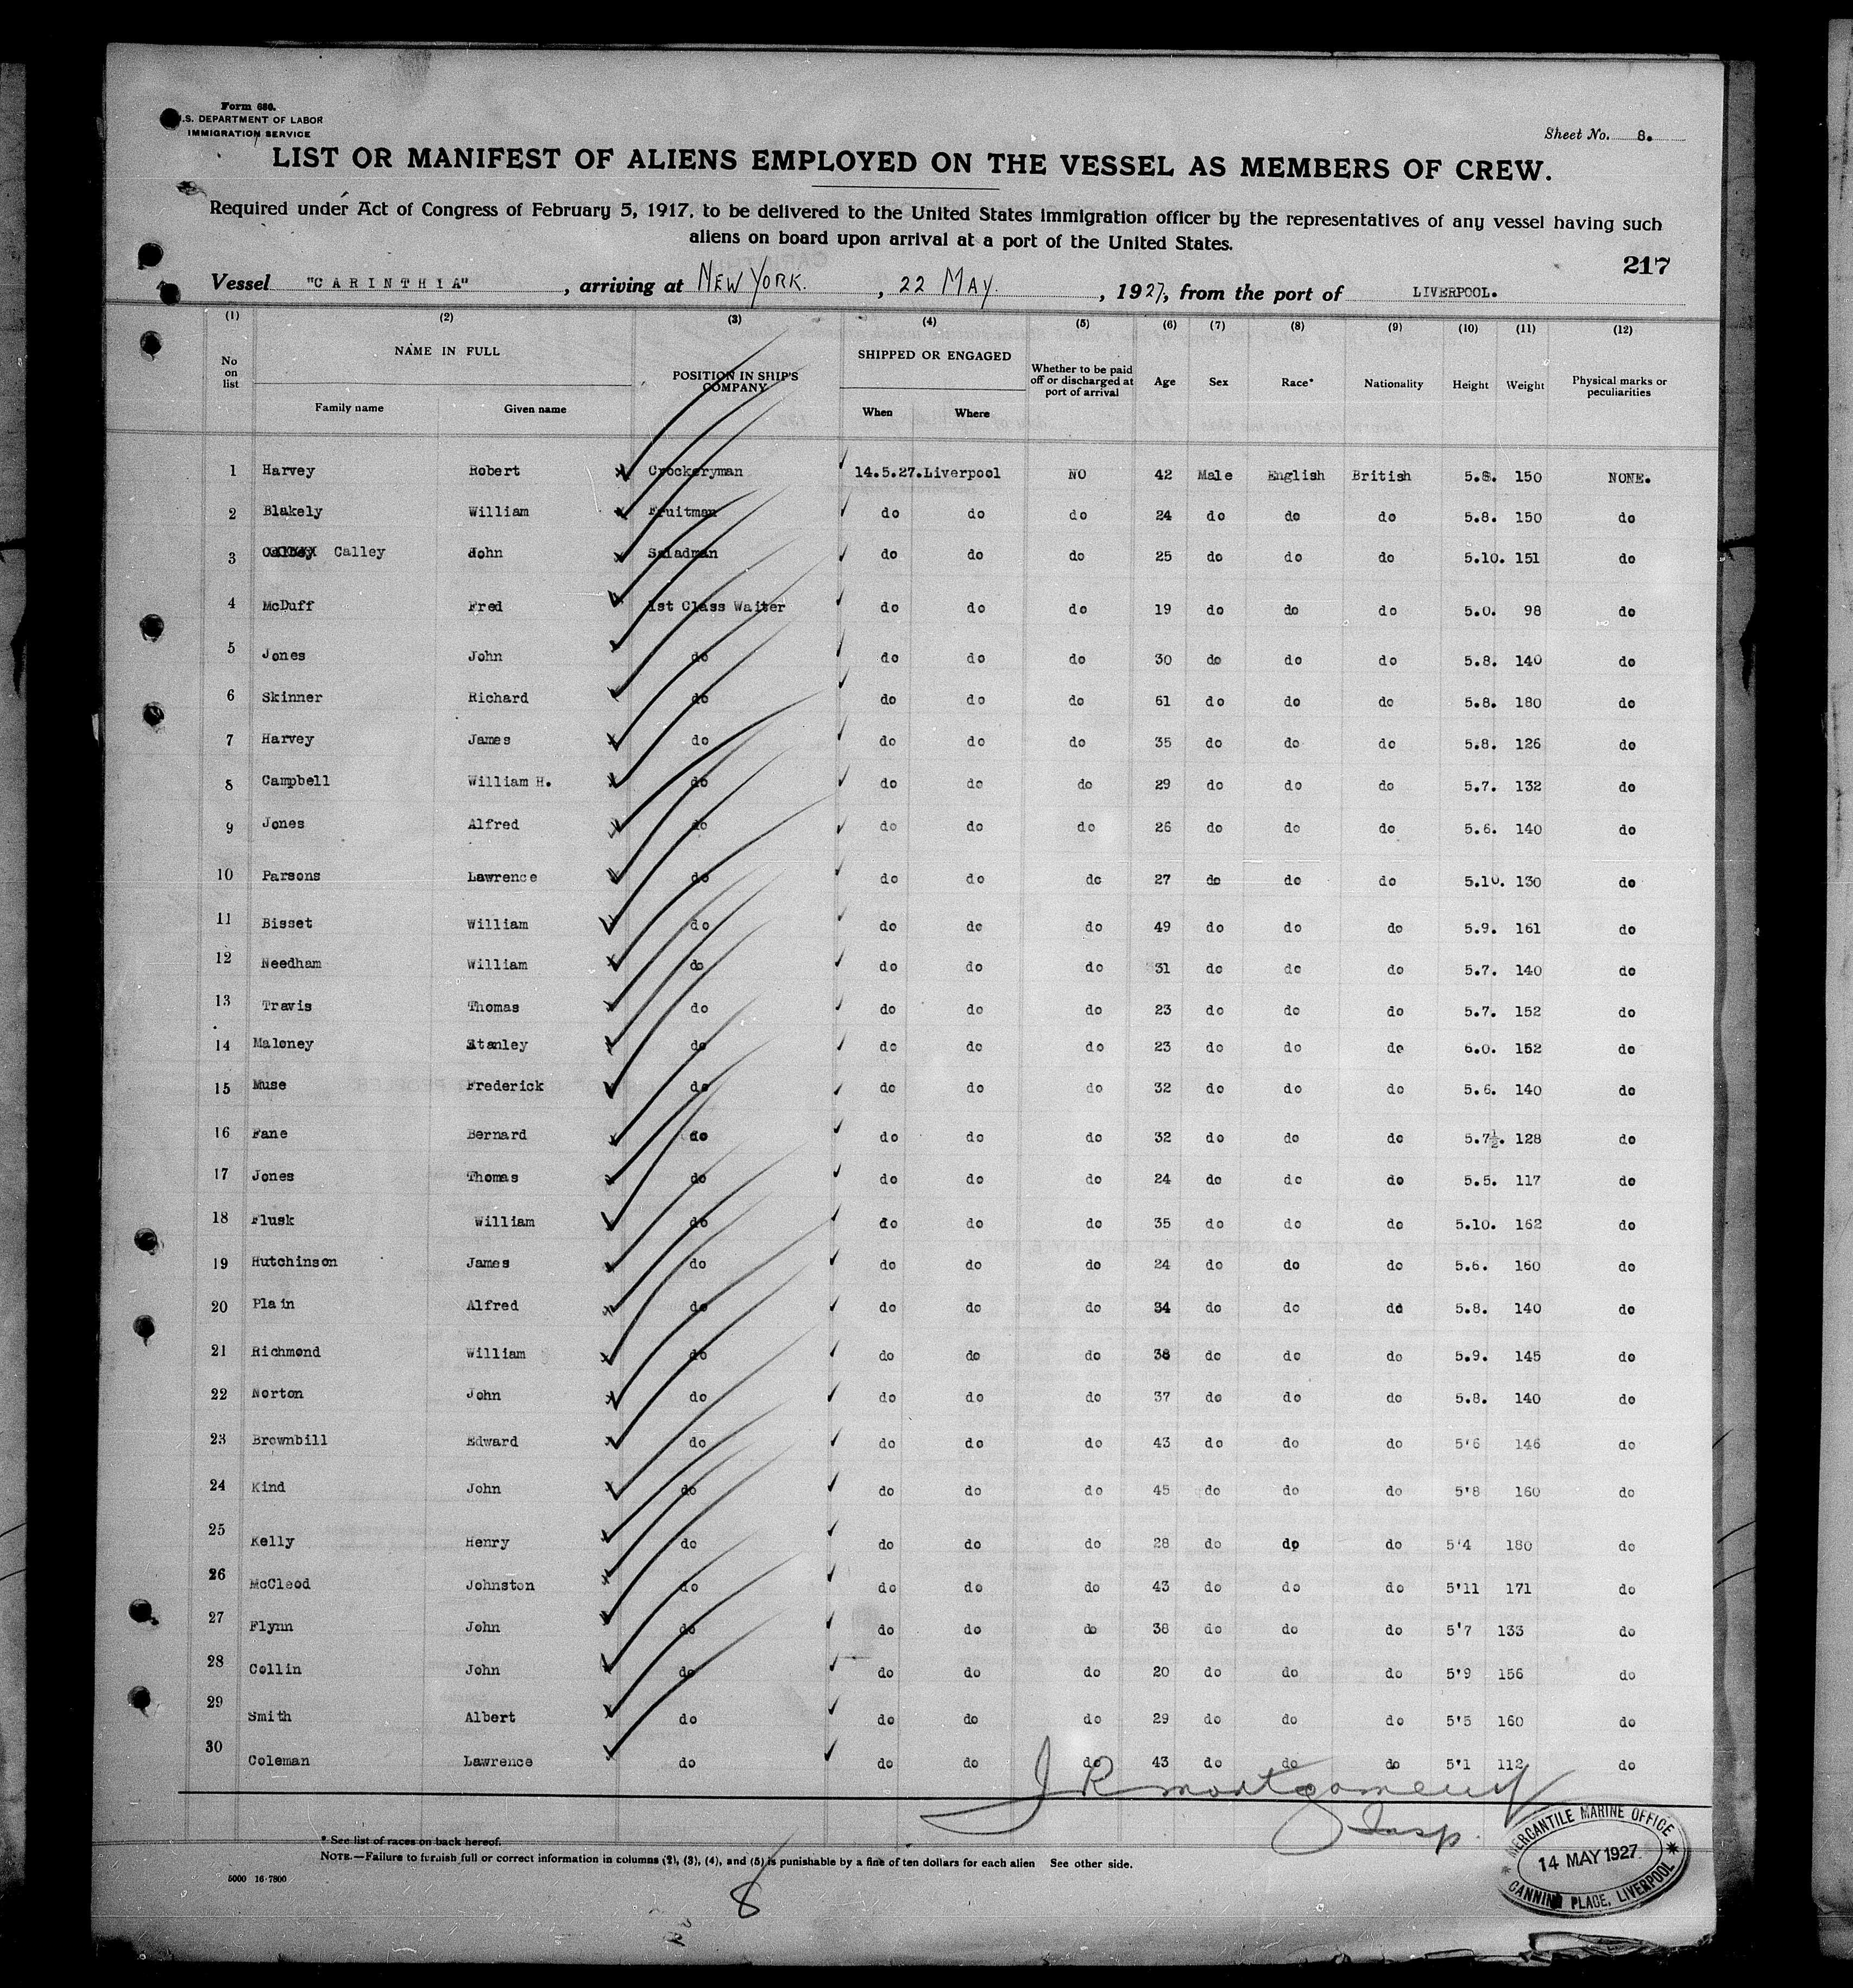 Form 680.
U.S. DEPARTMENT OF LABOR
IMMIGRATION SERVICE
Sheet No. 8.
LIST OR MANIFEST OF ALIENS EMPLOYED ON THE VESSEL AS MEMBERS OF CREW.
Required under Act of Congress of February 5, 1917, to be delivered to the United States immigration officer by the representatives of any vessel having such
aliens on board upon arrival at a port of the United States.
217
Vessel "CARINTHIA", arriving at NEW YORK., 22 MAY., 1927, from the port of LIVERPOOL.
(1) (2) (3) (4) (5) (6) (7) (8) (9) (10) (11) (12)
No on list NAME IN FULL Family name Given name POSITION IN SHIP'S COMPANY SHIPPED OR ENGAGED When Where Whether to be paid off or discharged at port of arrival Age Sex Race* Nationality Height Weight Physical marks or peculiarities
1 Harvey Robert Crockeryman 14.5.27. Liverpool NO 42 Male English British 5.8. 150 NONE.
2 Blakely William Fruitman do do do 24 do do do 5.8. 150 do
3 Calley John Saladman do do do 25 do do do 5.10. 151 do
4 McDuff Fred 1st Class Waiter do do do 19 do do do 5.0. 98 do
5 Jones John do do do do 30 do do do 5.8. 140 do
6 Skinner Richard do do do do 61 do do do 5.8. 180 do
7 Harvey James do do do do 35 do do do 5.8. 126 do
8 Campbell William H. do do do do 29 do do do 5.7. 132 do
9 Jones Alfred do do do do 26 do do do 5.6. 140 do
10 Parsons Lawrence do do do do 27 do do do 5.10. 130 do
11 Bisset William do do do do 49 do do do 5.9. 161 do
12 Needham William do do do do 31 do do do 5.7. 140 do
13 Travis Thomas do do do do 23 do do do 5.7. 152 do
14 Maloney Stanley do do do do 23 do do do 6.0. 152 do
15 Muse Frederick do do do do 32 do do do 5.6. 140 do
16 Fane Bernard do do do do 32 do do do 5.7½. 128 do
17 Jones Thomas do do do do 24 do do do 5.5. 117 do
18 Flusk William do do do do 35 do do do 5.10. 162 do
19 Hutchinson James do do do do 24 do do do 5.6. 160 do
20 Plain Alfred do do do do 34 do do do 5.8. 140 do
21 Richmond William do do do do 38 do do do 5.9. 145 do
22 Norton John do do do do 37 do do do 5.8. 140 do
23 Brownbill Edward do do do do 43 do do do 5'6 146 do
24 Kind John do do do do 45 do do do 5'8 160 do
25 Kelly Henry do do do do 28 do do do 5'4 180 do
26 McCleod Johnston do do do do 43 do do do 5'11 171 do
27 Flynn John do do do do 38 do do do 5'7 133 do
28 Collin John do do do do 20 do do do 5'9 156 do
29 Smith Albert do do do do 29 do do do 5'5 160 do
30 Coleman Lawrence do do do do 43 do do do 5'1 112 do
J R Montgomery
Insp.
* See list of races on back hereof.
NOTE.—Failure to furnish full or correct information in columns (2), (3), (4), and (5) is punishable by a fine of ten dollars for each alien See other side.
5000 16-7800
8
MERCANTILE MARINE OFFICE
14 MAY 1927
CANNING PLACE, LIVERPOOL